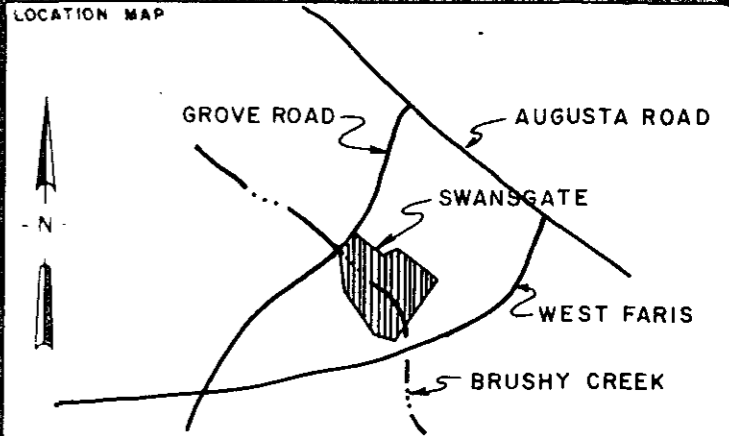 LOCATION MAP
GROVE ROAD
AUGUSTA ROAD
SWANSGATE
- N -
WEST FARIS
BRUSHY CREEK